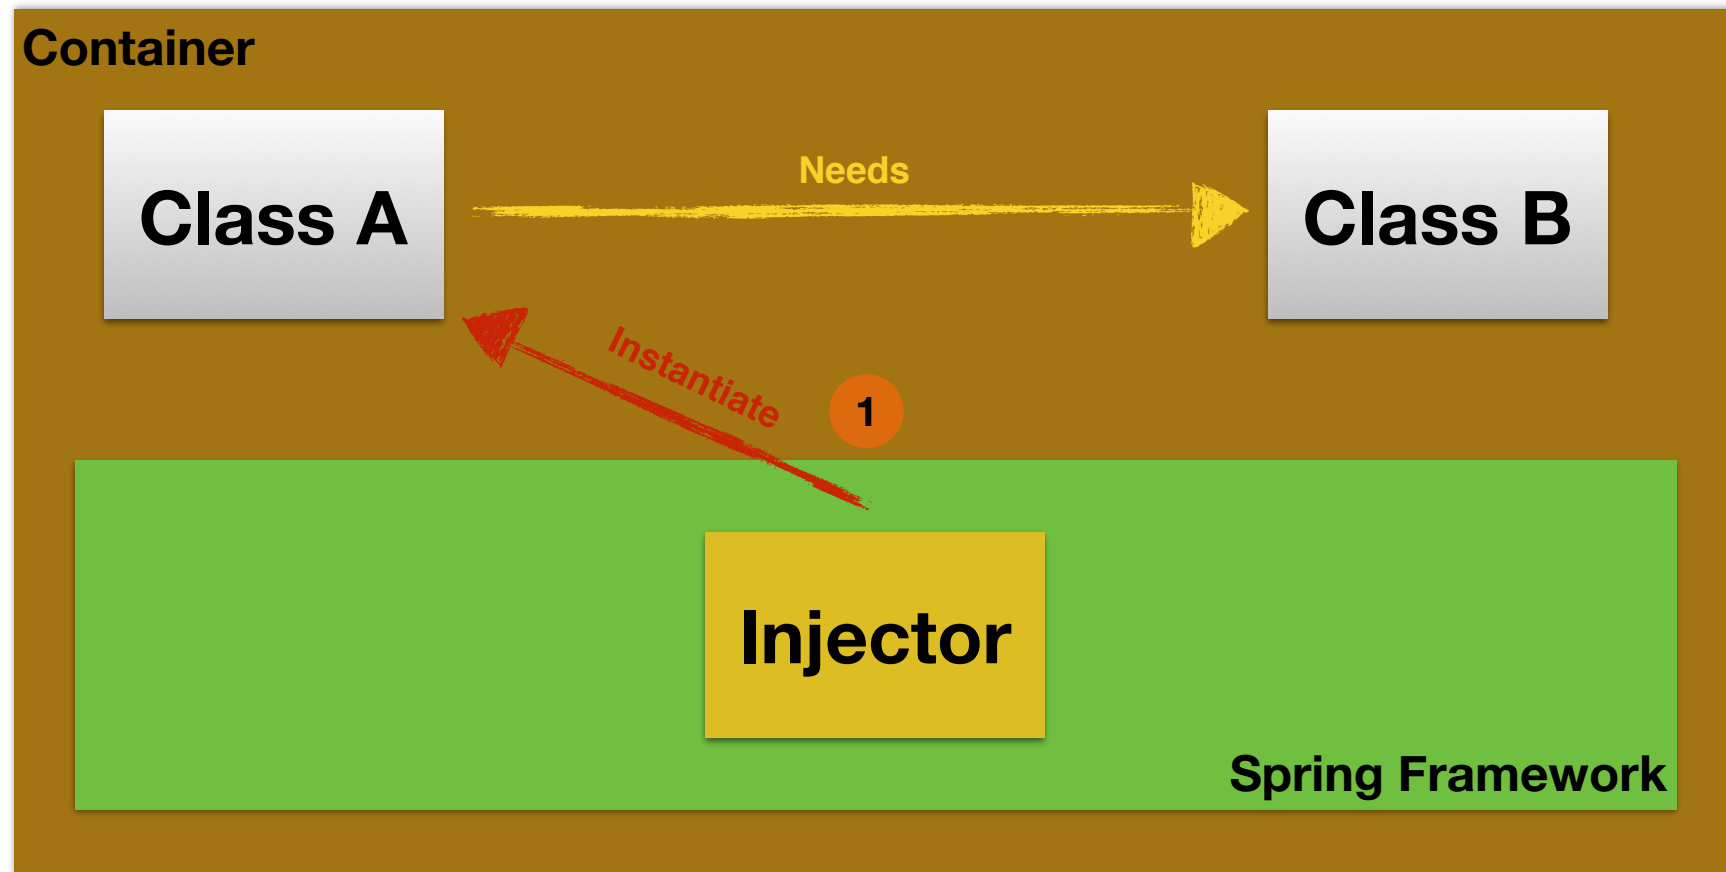 Container
Class A
Needs
Class B
Instantiate
1
Injector
Spring Framework